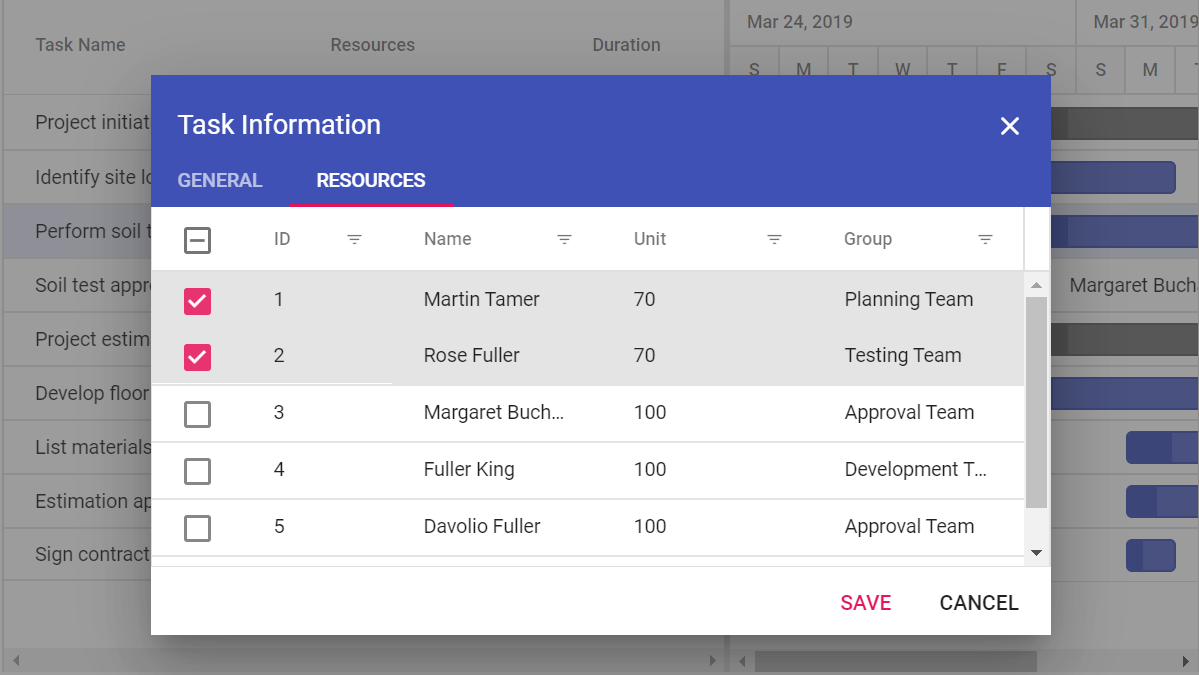 Mar 24, 2019 Mar 31, 2019
Task Name Resources Duration
S M T W T F S S M
Task Information
Project initiat
GENERAL RESOURCES
Identify site lo
ID Name Unit Group
Perform soil t
1 Martin Tamer 70 Planning Team
Soil test appr Margaret Buch
2 Rose Fuller 70 Testing Team
Project estim
3 Margaret Buch... 100 Approval Team
Develop floor
4 Fuller King 100 Development T...
List materials
5 Davolio Fuller 100 Approval Team
Estimation ap
Sign contract
SAVE CANCEL